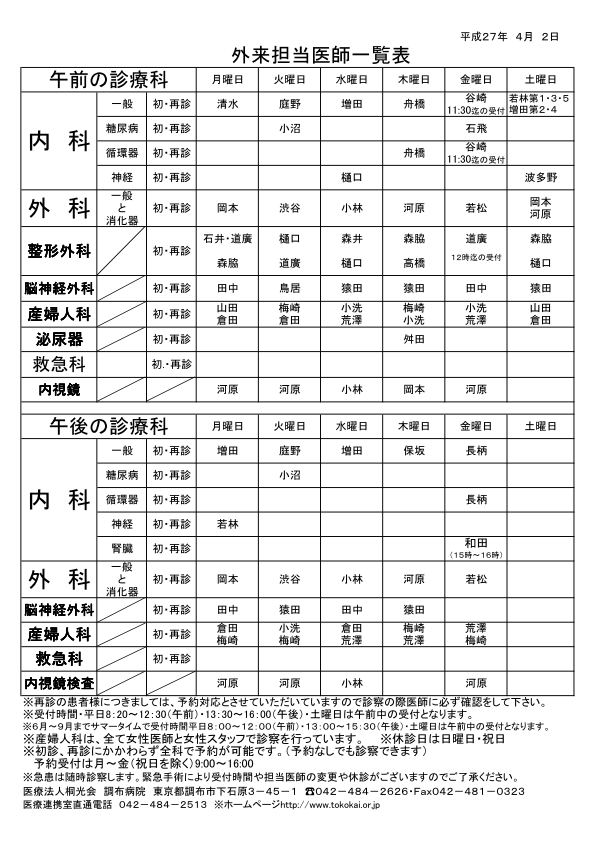 平成27年 4月 2日
外来担当医師一覧表
午前の診療科 月曜日 火曜日 水曜日 木曜日 金曜日 土曜日
内 科 一般 初・再診 清水 庭野 増田 舟橋 谷崎 11:30迄の受付 若林第1・3・5 増田第2・4
糖尿病 初・再診 小沼 石飛
循環器 初・再診 舟橋 谷崎 11:30迄の受付
神経 初・再診 樋口 波多野
外 科 一般と消化器 初・再診 岡本 渋谷 小林 河原 若松 岡本 河原
整形外科 初・再診 石井・道廣 森脇 樋口 道廣 森井 樋口 森脇 高橋 道廣 12時迄の受付 森脇 樋口
脳神経外科 初・再診 田中 鳥居 猿田 猿田 田中 猿田
産婦人科 初・再診 山田 倉田 梅崎 倉田 小洗 荒澤 梅崎 小洗 小洗 荒澤 山田 倉田
泌尿器 初・再診 舛田
救急科 初.・再診
内視鏡 河原 河原 小林 岡本 河原
午後の診療科 月曜日 火曜日 水曜日 木曜日 金曜日 土曜日
内 科 一般 初・再診 増田 庭野 増田 保坂 長柄
糖尿病 初・再診 小沼
循環器 初・再診 長柄
神経 初・再診 若林
腎臓 初・再診 和田 (15時～16時)
外 科 一般と消化器 初・再診 岡本 渋谷 小林 河原 若松
脳神経外科 初・再診 田中 猿田 田中 猿田
産婦人科 初・再診 倉田 梅崎 小洗 梅崎 倉田 荒澤 梅崎 荒澤 荒澤 梅崎
救急科 初・再診
内視鏡検査 河原 河原 小林 河原
※再診の患者様につきましては、予約対応とさせていただいていますので診察の際医師に必ず確認をして下さい。
※受付時間・平日8:20～12:30(午前)・13:30～16:00(午後)・土曜日は午前中の受付となります。
※6月～9月までサマータイムで受付時間平日8:00～12:00(午前)・13:00～15:30(午後)・土曜日は午前中の受付となります。
※産婦人科は、全て女性医師と女性スタッフで診察を行っています。 ※休診日は日曜日・祝日
※初診、再診にかかわらず全科で予約が可能です。(予約なしでも診察できます)
予約受付は月～金(祝日を除く)9:00～16:00
※急患は随時診察します。緊急手術により受付時間や担当医師の変更や休診がございますのでご了承ください。
医療法人桐光会 調布病院 東京都調布市下石原3-45-1 ☎042-484-2626・Fax042-481-0323
医療連携室直通電話 042-484-2513 ※ホームページhttp://www.tokokai.or.jp